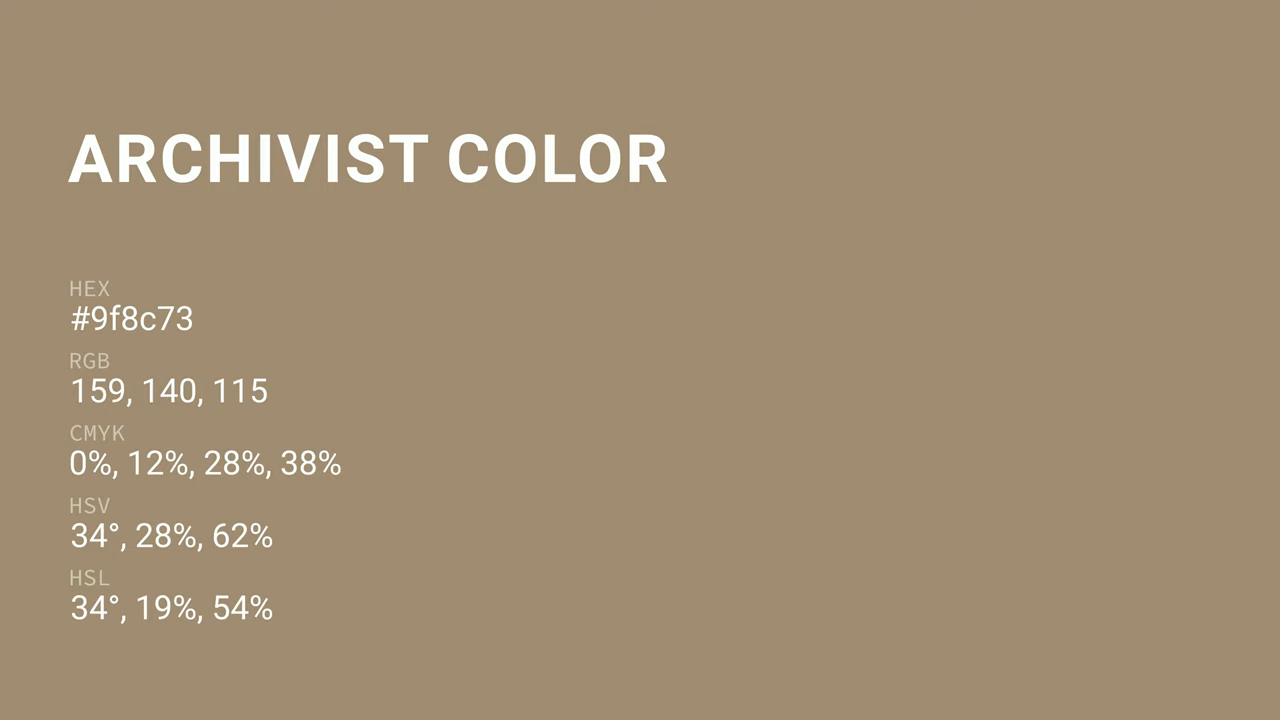 ARCHIVIST COLOR
HEX
#9f8c73
RGB
159, 140, 115
CMYK
0%, 12%, 28%, 38%
HSV
34°, 28%, 62%
HSL
34°, 19%, 54%